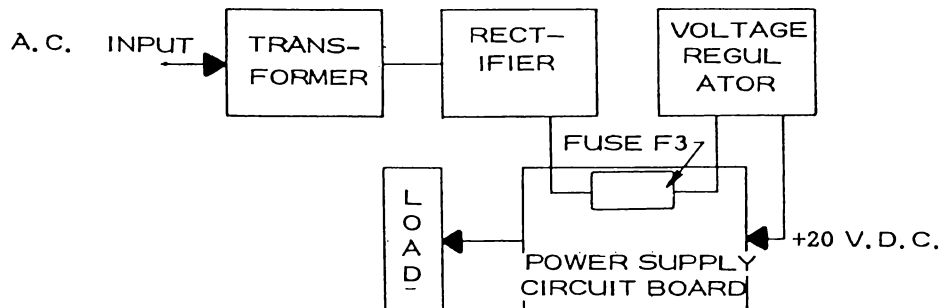 A.C. INPUT
TRANS-
FORMER
RECT-
IFIER
VOLTAGE
REGUL
ATOR
FUSE F3
L
O
A
D
+20 V.D.C.
POWER SUPPLY
CIRCUIT BOARD